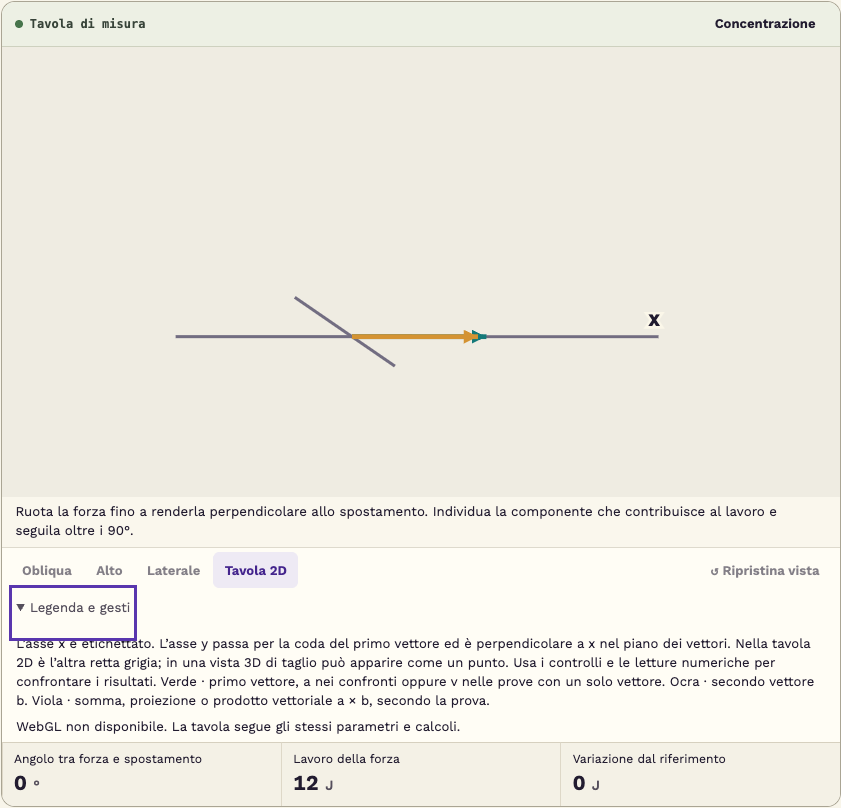 Tavola di misura
Concentrazione
X
Ruota la forza fino a renderla perpendicolare allo spostamento. Individua la componente che contribuisce al lavoro e
seguila oltre i 90°.
Obliqua Alto Laterale Tavola 2D ↺ Ripristina vista
▼ Legenda e gesti
L’asse x è etichettato. L’asse y passa per la coda del primo vettore ed è perpendicolare a x nel piano dei vettori. Nella tavola
2D è l’altra retta grigia; in una vista 3D di taglio può apparire come un punto. Usa i controlli e le letture numeriche per
confrontare i risultati. Verde · primo vettore, a nei confronti oppure v nelle prove con un solo vettore. Ocra · secondo vettore
b. Viola · somma, proiezione o prodotto vettoriale a × b, secondo la prova.
WebGL non disponibile. La tavola segue gli stessi parametri e calcoli.
Angolo tra forza e spostamento
0 °
Lavoro della forza
12 J
Variazione dal riferimento
0 J